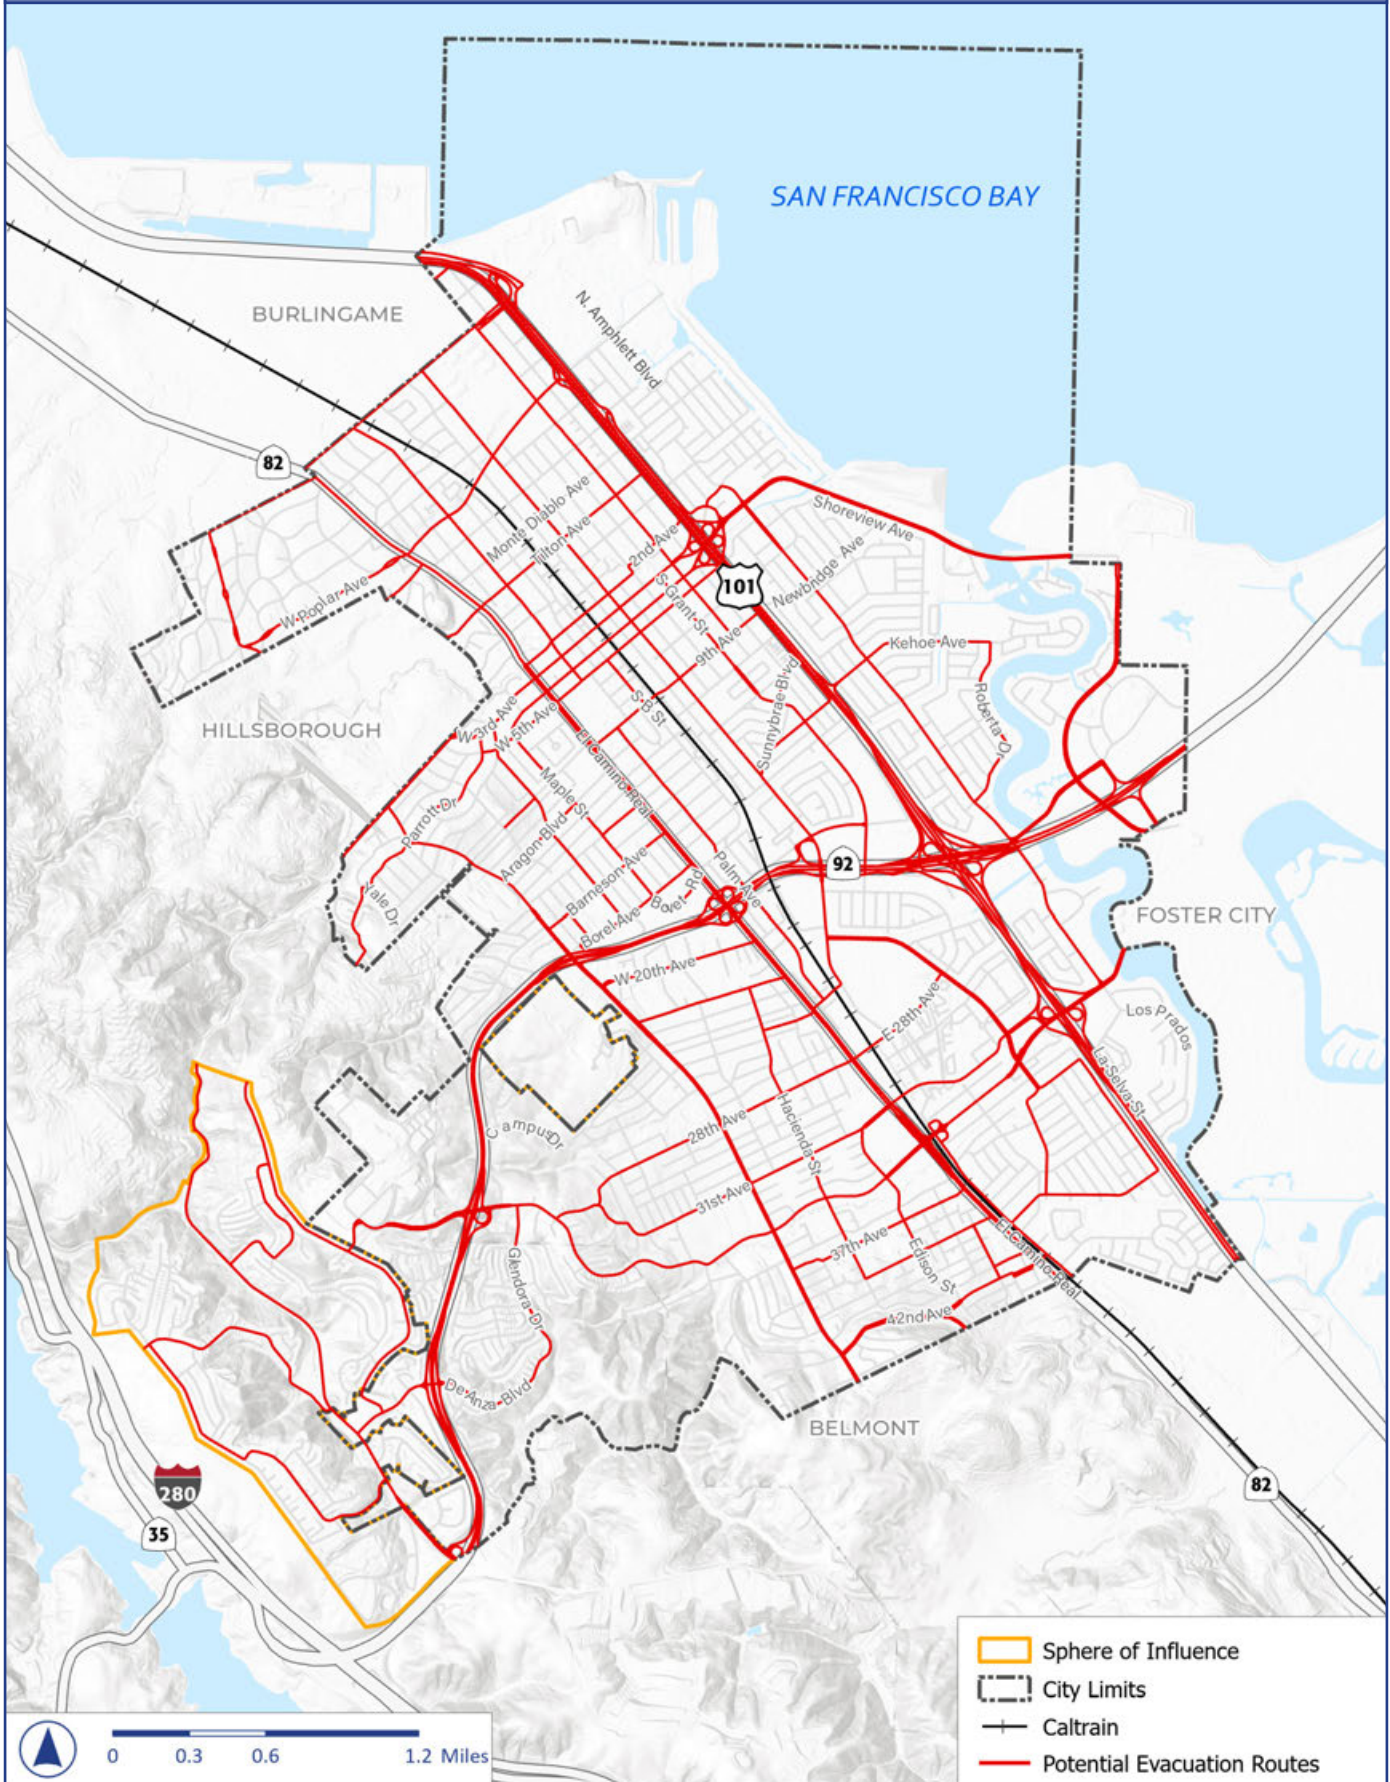 SAN FRANCISCO BAY
N. Amphlett Blvd
BURLINGAME
82
Monte Diablo Ave
Tilton Ave
2nd Ave
Shoreview Ave
101
Newbridge Ave
S Grant St
W Poplar Ave
9th Ave
Kehoe Ave
Sunnybrae Blvd
Roberta Dr
S B St
HILLSBOROUGH
W 3rd Ave
W 5th Ave
El Camino Real
Maple St
Parrott Dr
Aragon Blvd
Barneson Ave
Palm Ave
92
Yale Dr
Bovet Rd
Borel Ave
FOSTER CITY
W 20th Ave
E 28th Ave
Los Prados
La Selva St
Campus Dr
28th Ave
Hacienda St
31st Ave
37th Ave
Edison St
El Camino Real
Glendora Dr
42nd Ave
De Anza Blvd
BELMONT
280
35
82
Sphere of Influence
City Limits
Caltrain
Potential Evacuation Routes
0 0.3 0.6 1.2 Miles